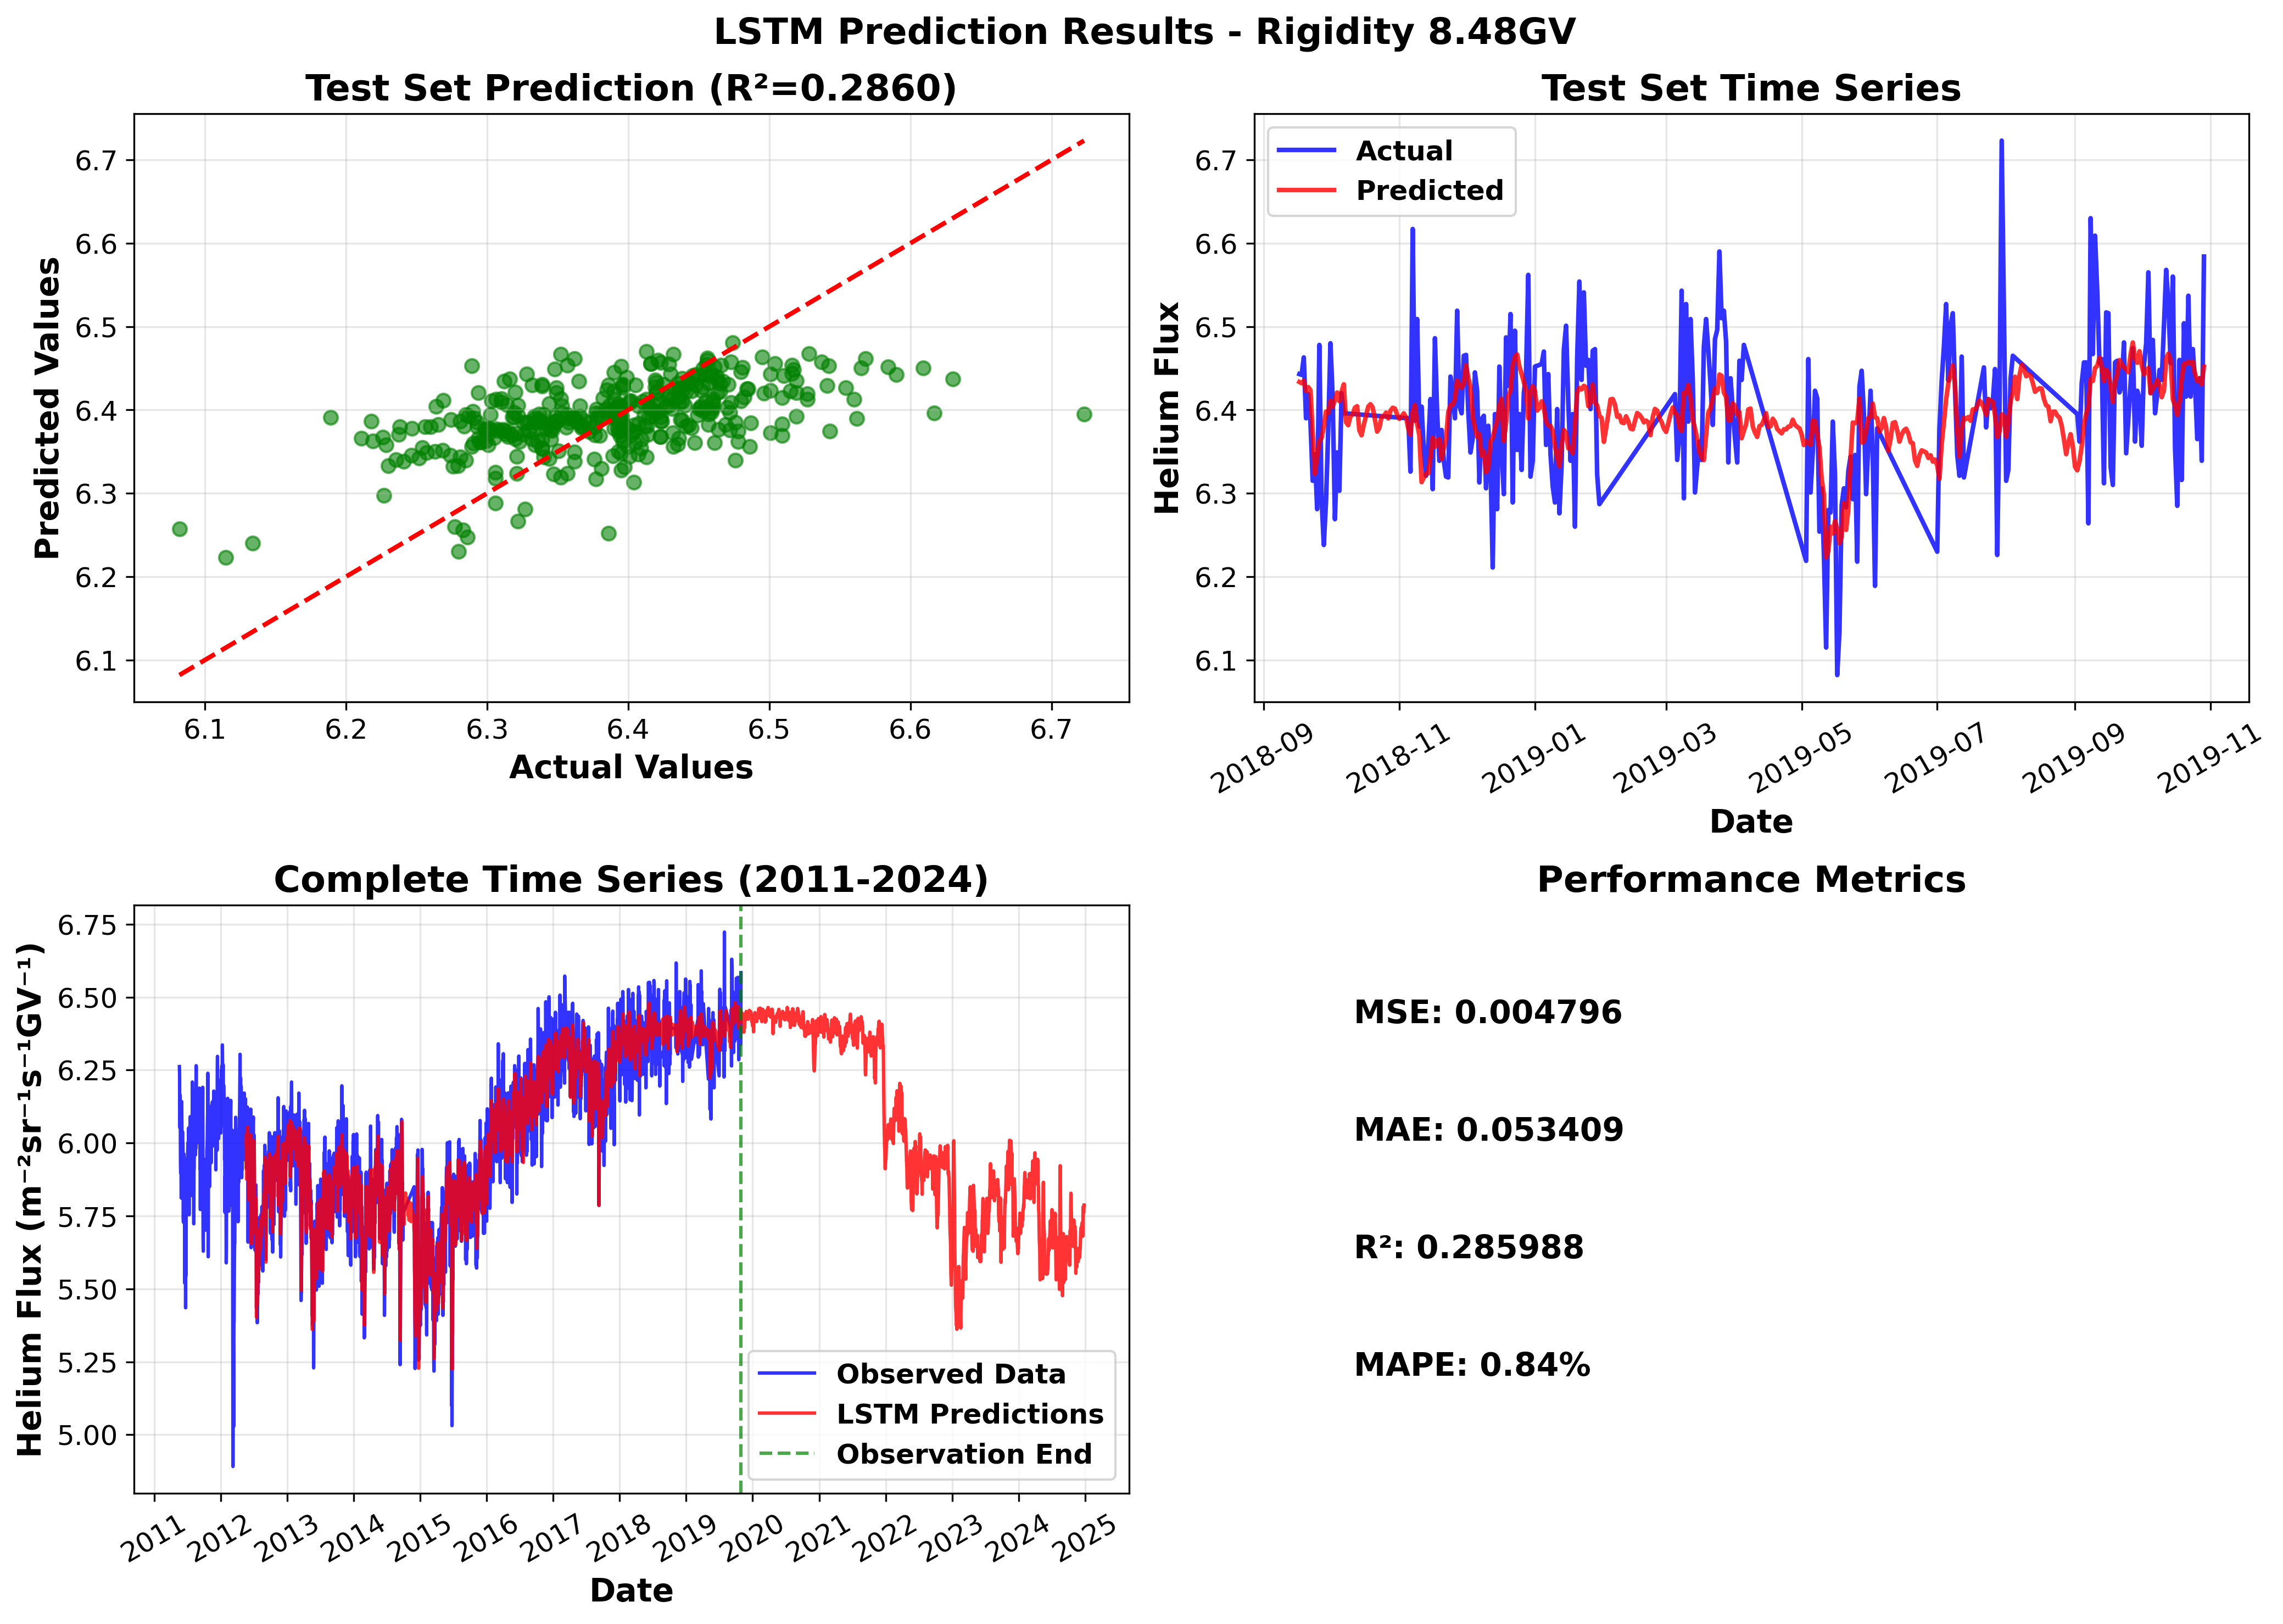 LSTM Prediction Results - Rigidity 8.48GV
Test Set Prediction (R²=0.2860)
Predicted Values
6.7
6.6
6.5
6.4
6.3
6.2
6.1
6.1 6.2 6.3 6.4 6.5 6.6 6.7
Actual Values
Test Set Time Series
Helium Flux
6.7
6.6
6.5
6.4
6.3
6.2
6.1
Actual
Predicted
2018-09 2018-11 2019-01 2019-03 2019-05 2019-07 2019-09 2019-11
Date
Complete Time Series (2011-2024)
Helium Flux (m⁻²sr⁻¹s⁻¹GV⁻¹)
6.75
6.50
6.25
6.00
5.75
5.50
5.25
5.00
Observed Data
LSTM Predictions
Observation End
2011 2012 2013 2014 2015 2016 2017 2018 2019 2020 2021 2022 2023 2024 2025
Date
Performance Metrics
MSE: 0.004796
MAE: 0.053409
R²: 0.285988
MAPE: 0.84%